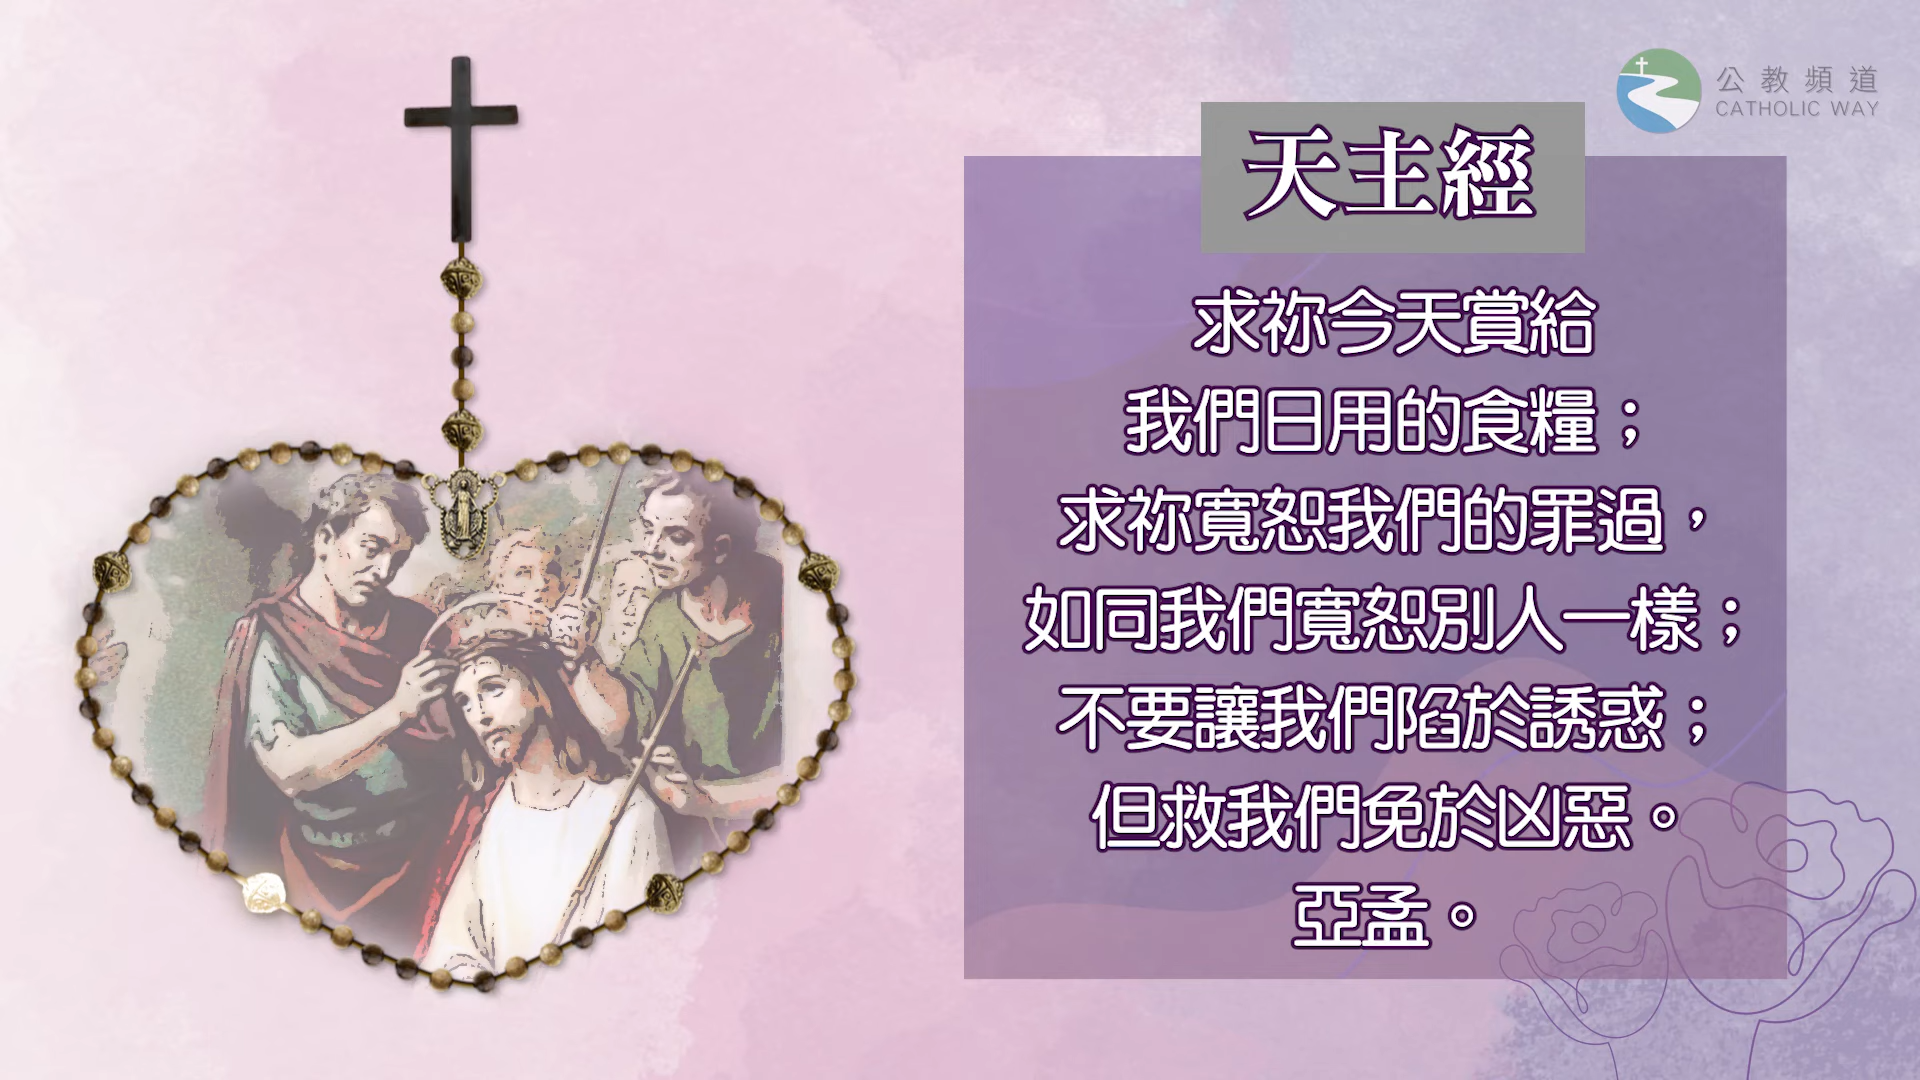 公教頻道
CATHOLIC WAY
天主經
求祢今天賞給
我們日用的食糧；
求祢寬恕我們的罪過，
如同我們寬恕別人一樣；
不要讓我們陷於誘惑；
但救我們免於凶惡。
亞孟。